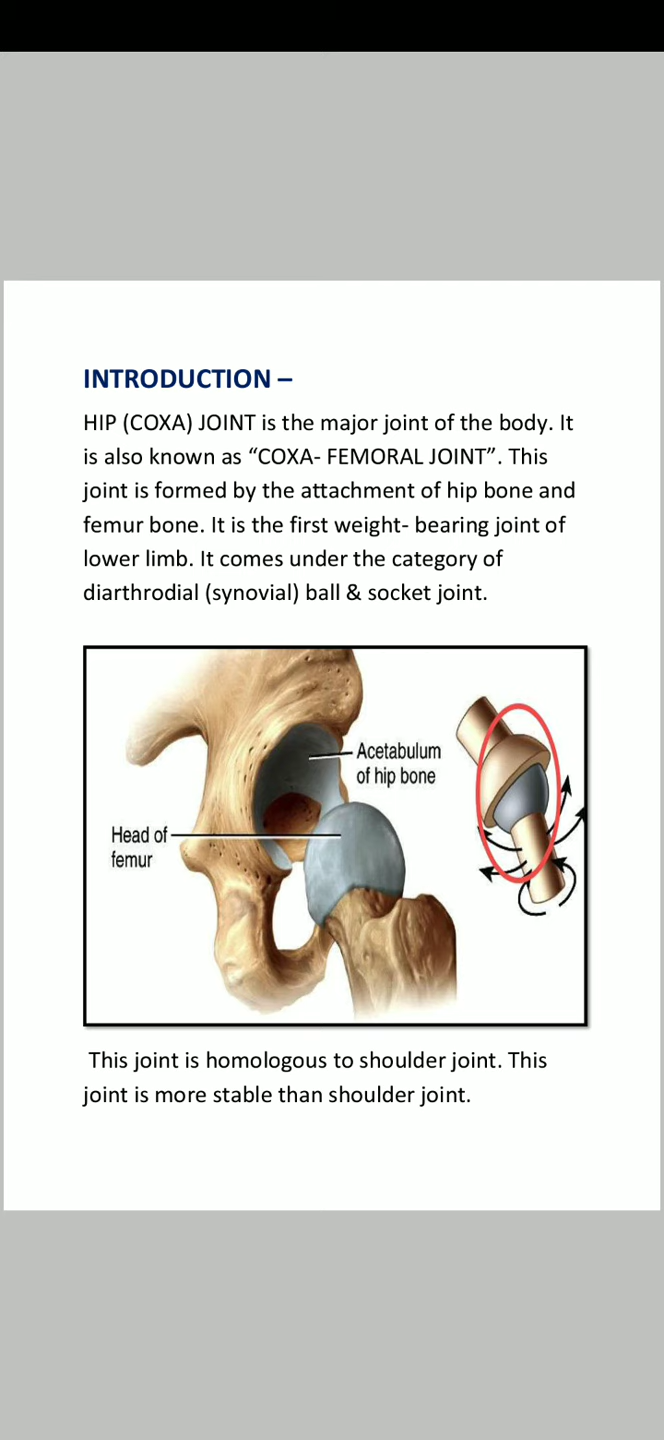 INTRODUCTION –
HIP (COXA) JOINT is the major joint of the body. It
is also known as “COXA- FEMORAL JOINT”. This
joint is formed by the attachment of hip bone and
femur bone. It is the first weight- bearing joint of
lower limb. It comes under the category of
diarthrodial (synovial) ball & socket joint.
Acetabulum
of hip bone
Head of
femur
This joint is homologous to shoulder joint. This
joint is more stable than shoulder joint.